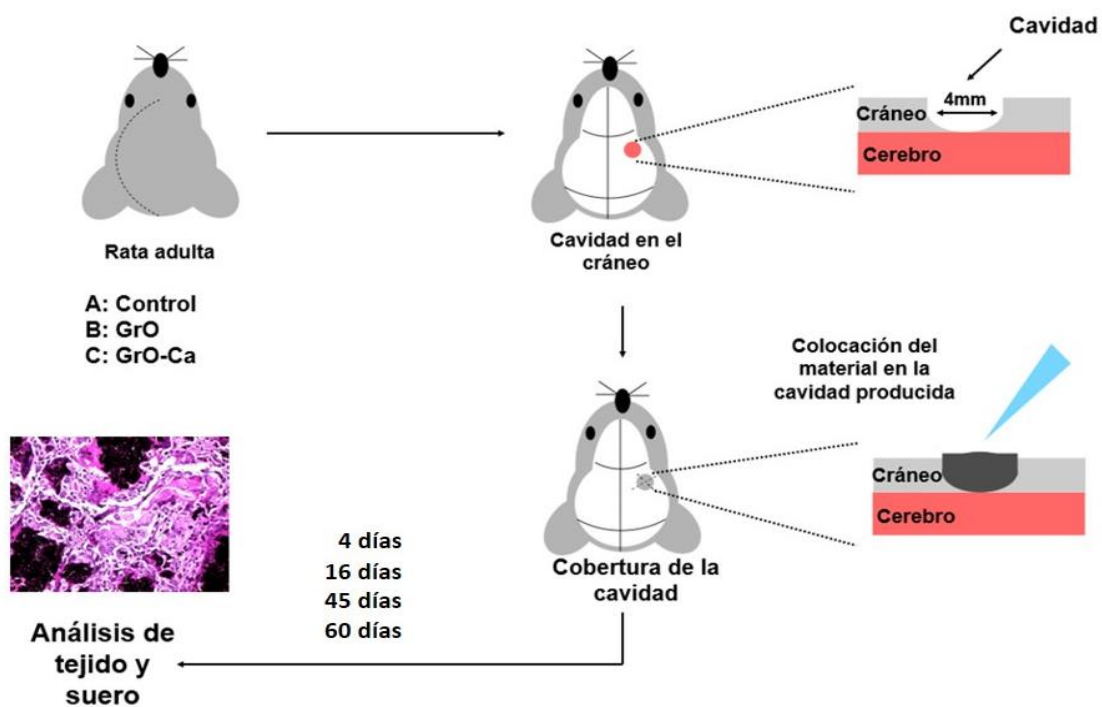 Rata adulta
A: Control
B: GrO
C: GrO-Ca
Cavidad en el
cráneo
Cavidad
4mm
Cráneo
Cerebro
Colocación del
material en la
cavidad producida
Cráneo
Cerebro
Cobertura de la
cavidad
4 días
16 días
45 días
60 días
Análisis de
tejido y
suero